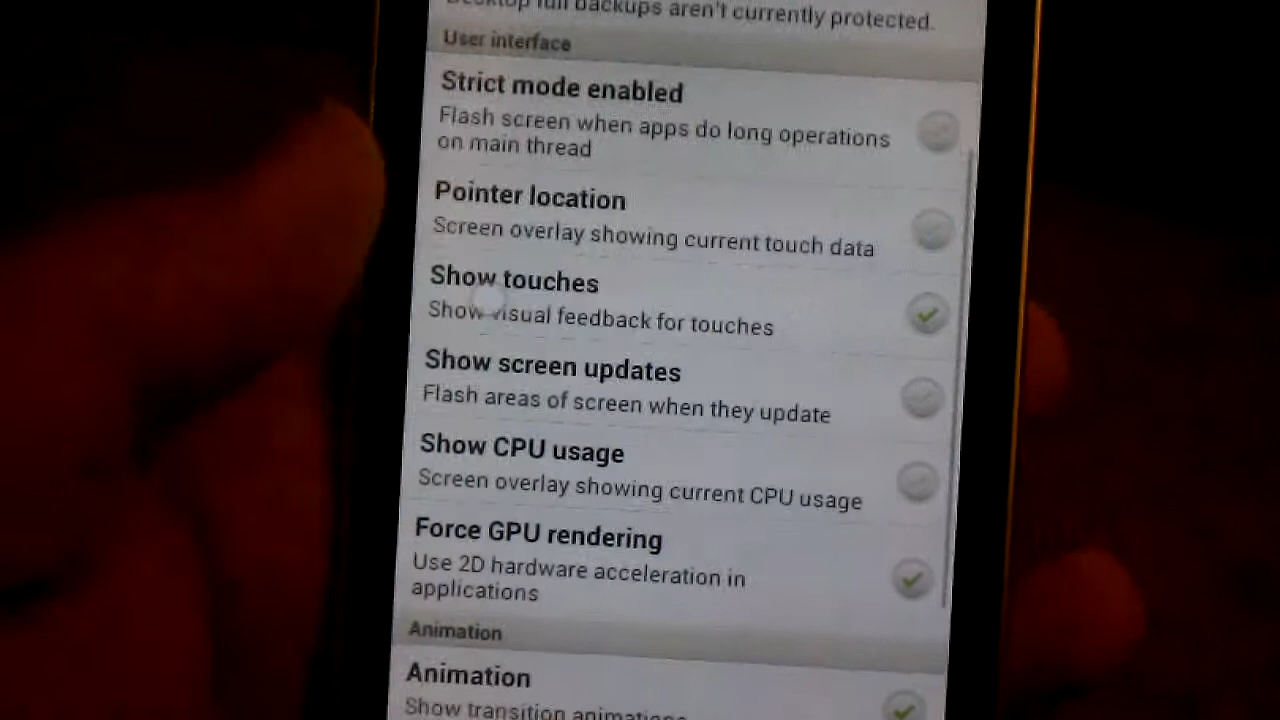 Desktop full backups aren't currently protected.
User interface
Strict mode enabled
Flash screen when apps do long operations
on main thread
Pointer location
Screen overlay showing current touch data
Show touches
Show visual feedback for touches
Show screen updates
Flash areas of screen when they update
Show CPU usage
Screen overlay showing current CPU usage
Force GPU rendering
Use 2D hardware acceleration in
applications
Animation
Animation
Show transition animations